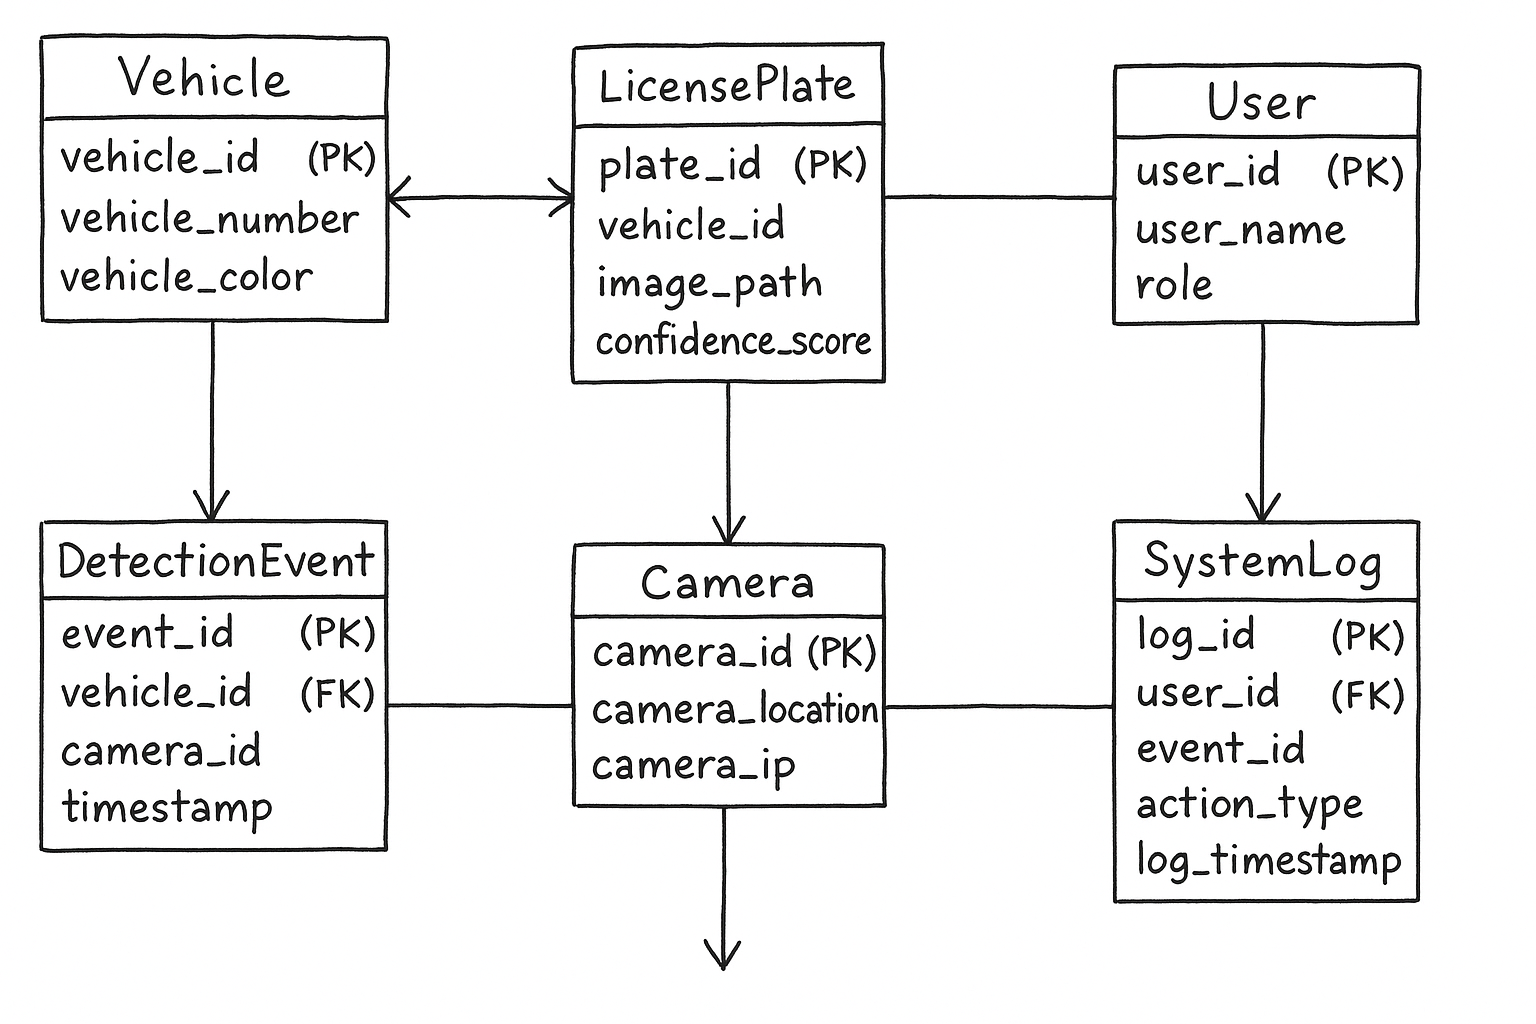 Vehicle
vehicle_id (PK)
vehicle_number
vehicle_color
LicensePlate
plate_id (PK)
vehicle_id
image_path
confidence_score
User
user_id (PK)
user_name
role
DetectionEvent
event_id (PK)
vehicle_id (FK)
camera_id
timestamp
Camera
camera_id (PK)
camera_location
camera_ip
SystemLog
log_id (PK)
user_id (FK)
event_id
action_type
log_timestamp